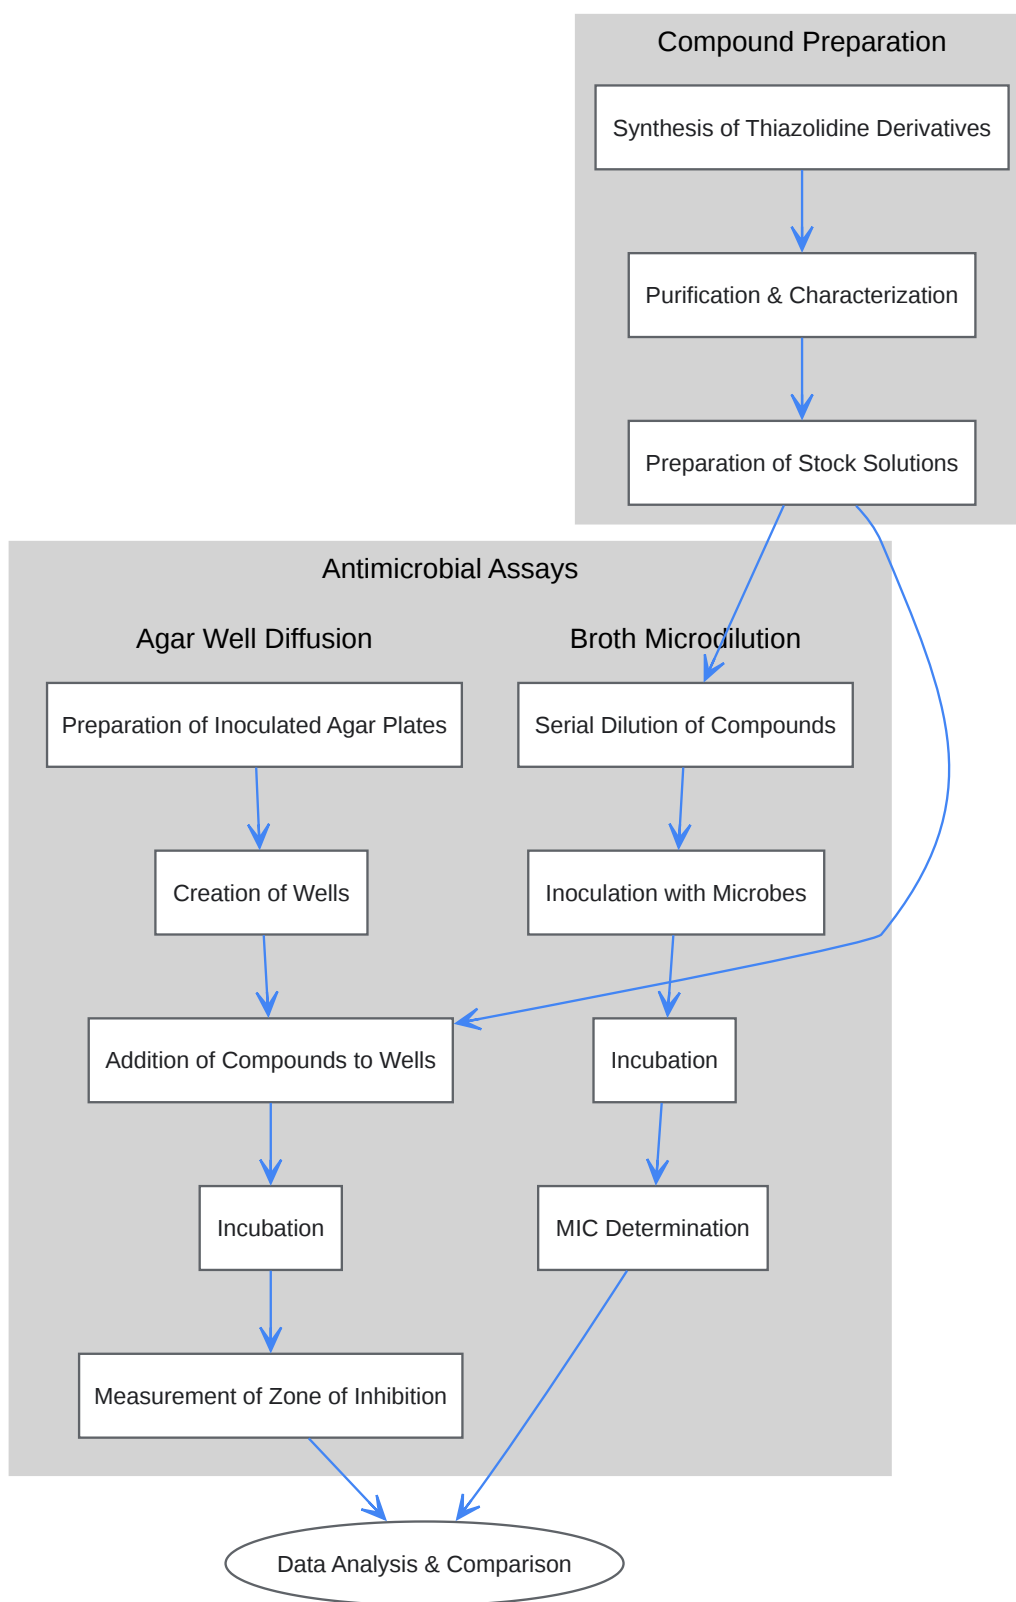 Compound Preparation
Synthesis of Thiazolidine Derivatives
Purification & Characterization
Preparation of Stock Solutions
Antimicrobial Assays
Agar Well Diffusion
Preparation of Inoculated Agar Plates
Creation of Wells
Addition of Compounds to Wells
Incubation
Measurement of Zone of Inhibition
Broth Microdilution
Serial Dilution of Compounds
Inoculation with Microbes
Incubation
MIC Determination
Data Analysis & Comparison